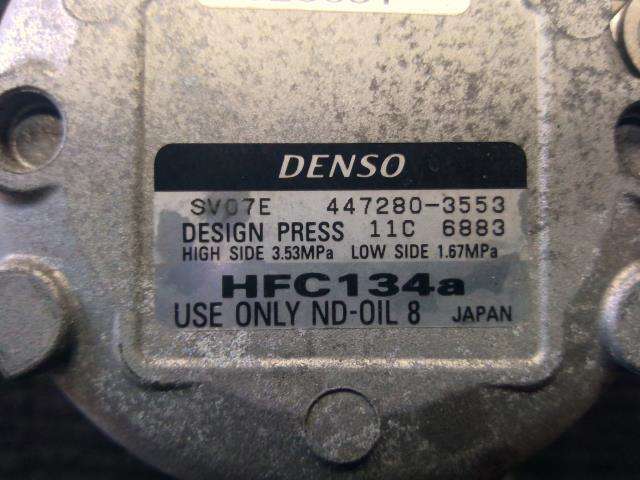 DENSO
SV07E 447280-3553
DESIGN PRESS 11C 6883
HIGH SIDE 3.53MPa LOW SIDE 1.67MPa
HFC134a
USE ONLY ND-OIL 8 JAPAN